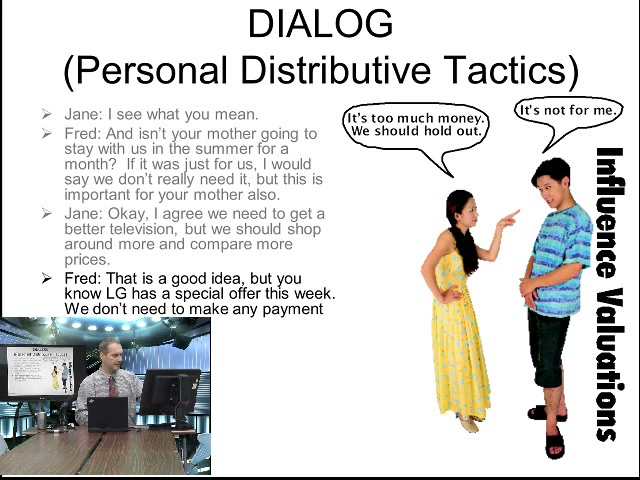 DIALOG
(Personal Distributive Tactics)
Jane: I see what you mean.
Fred: And isn't your mother going to
stay with us in the summer for a
month? If it was just for us, I would
say we don't really need it, but this is
important for your mother also.
Jane: Okay, I agree we need to get a
better television, but we should shop
around more and compare more
prices.
Fred: That is a good idea, but you
know LG has a special offer this week.
We don't need to make any payment
It's too much money.
We should hold out.
It's not for me.
Influence Valuations
DIALOG
(Personal Distributive Tactics)